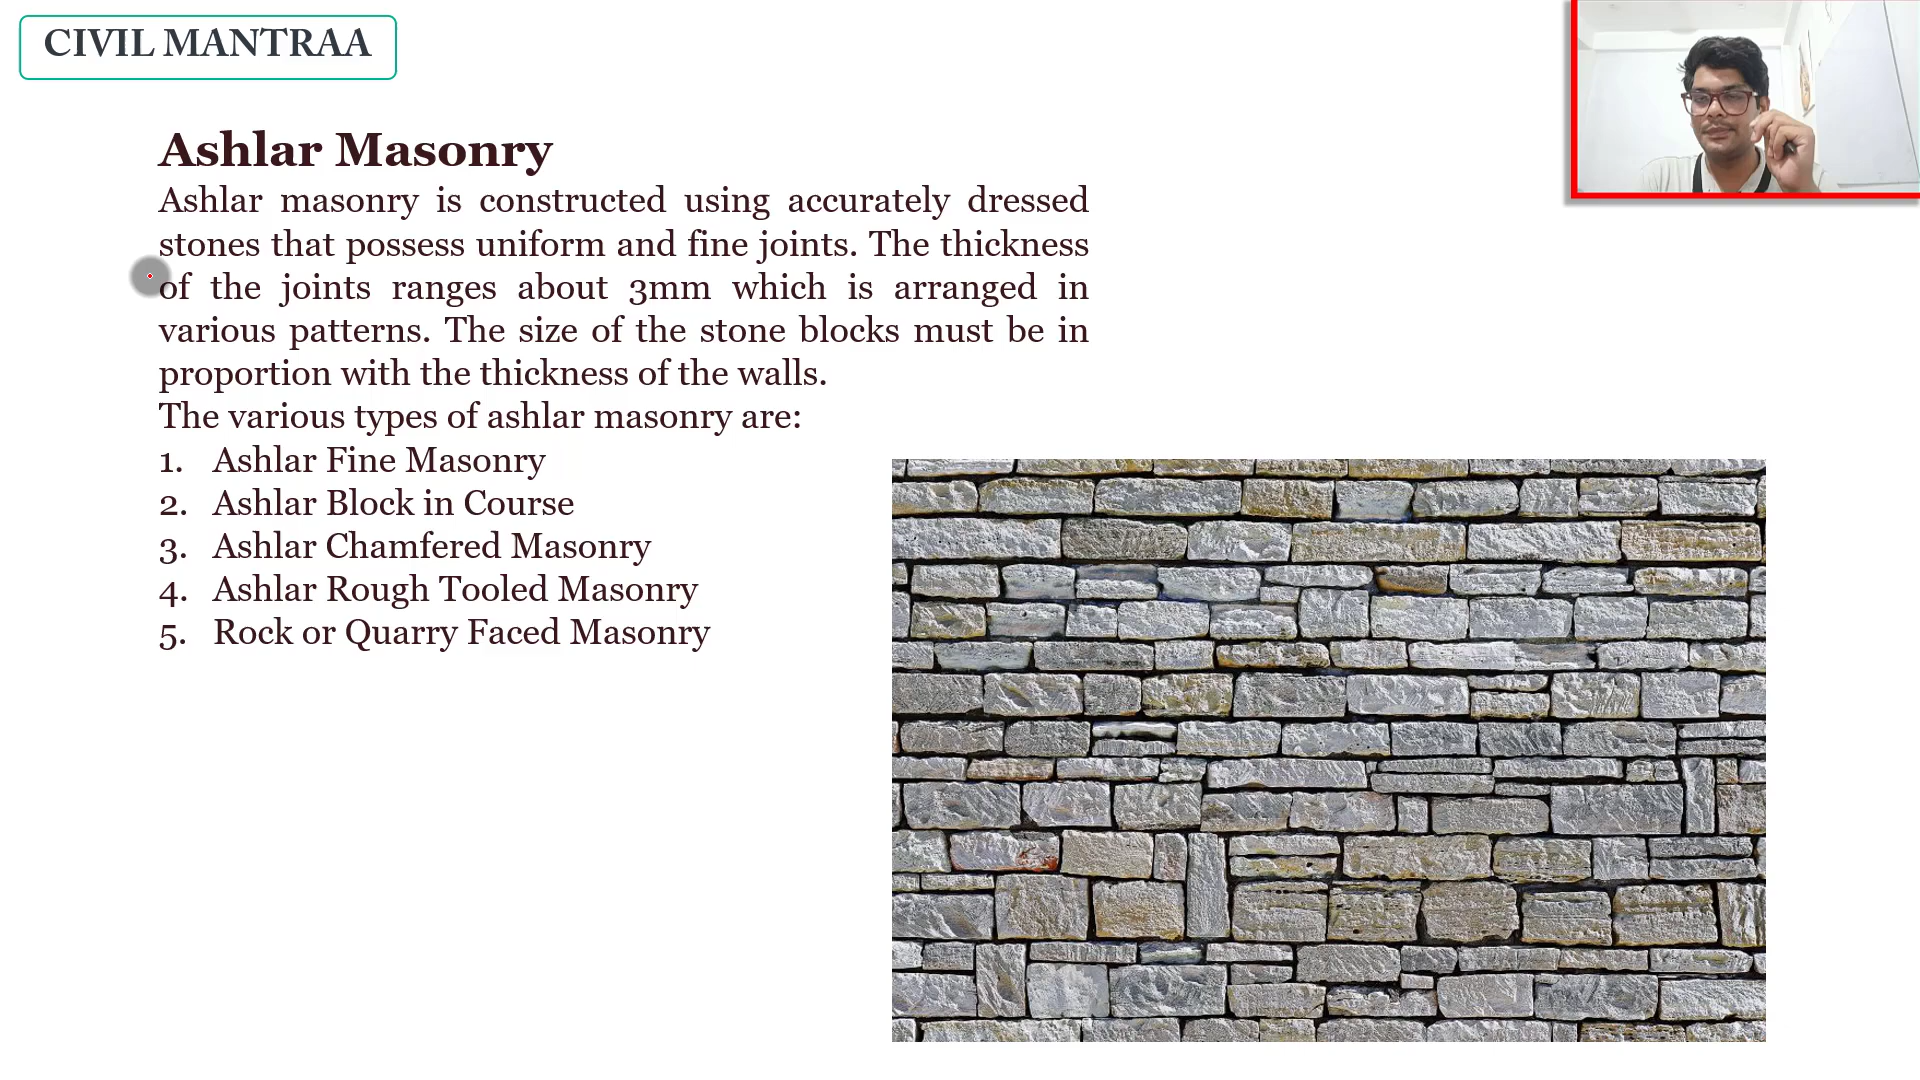 CIVIL MANTRAA
Ashlar Masonry
Ashlar masonry is constructed using accurately dressed
stones that possess uniform and fine joints. The thickness
of the joints ranges about 3mm which is arranged in
various patterns. The size of the stone blocks must be in
proportion with the thickness of the walls.
The various types of ashlar masonry are:
1. Ashlar Fine Masonry
2. Ashlar Block in Course
3. Ashlar Chamfered Masonry
4. Ashlar Rough Tooled Masonry
5. Rock or Quarry Faced Masonry